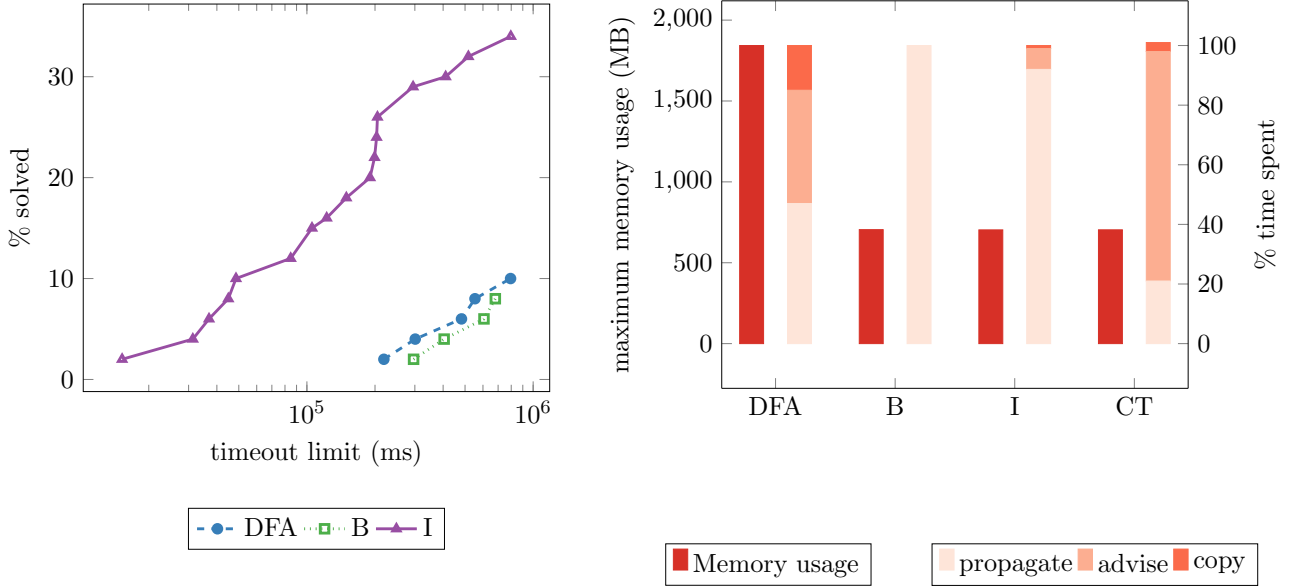 % solved
30
20
10
0
10^5
10^6
timeout limit (ms)
DFA
B
I
maximum memory usage (MB)
2,000
1,500
1,000
500
0
100
80
60
40
20
0
% time spent
DFA
B
I
CT
Memory usage
propagate
advise
copy